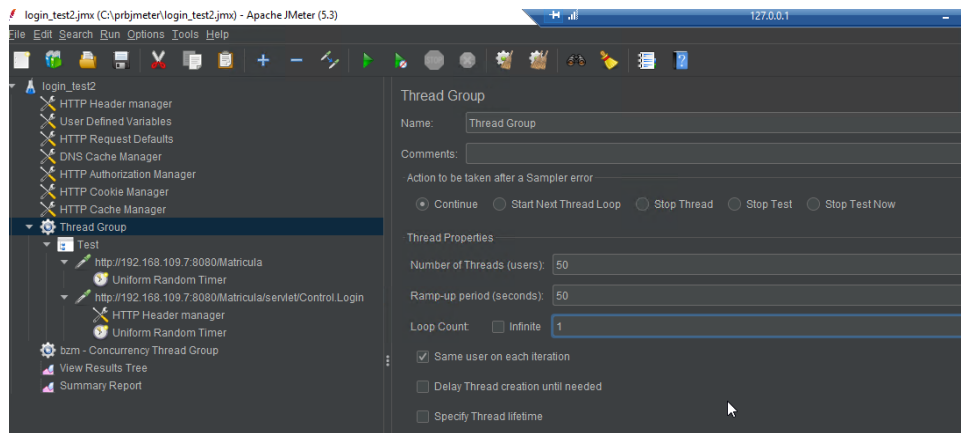 login_test2.jmx (C:\prbjmeter\login_test2.jmx) - Apache JMeter (5.3)
127.0.0.1
File Edit Search Run Options Tools Help
login_test2
HTTP Header manager
User Defined Variables
HTTP Request Defaults
DNS Cache Manager
HTTP Authorization Manager
HTTP Cookie Manager
HTTP Cache Manager
Thread Group
Test
http://192.168.109.7:8080/Matricula
Uniform Random Timer
http://192.168.109.7:8080/Matricula/servlet/Control.Login
HTTP Header manager
Uniform Random Timer
bzm - Concurrency Thread Group
View Results Tree
Summary Report
Thread Group
Name: Thread Group
Comments:
Action to be taken after a Sampler error
Continue Start Next Thread Loop Stop Thread Stop Test Stop Test Now
Thread Properties
Number of Threads (users): 50
Ramp-up period (seconds): 50
Loop Count: Infinite 1
Same user on each iteration
Delay Thread creation until needed
Specify Thread lifetime